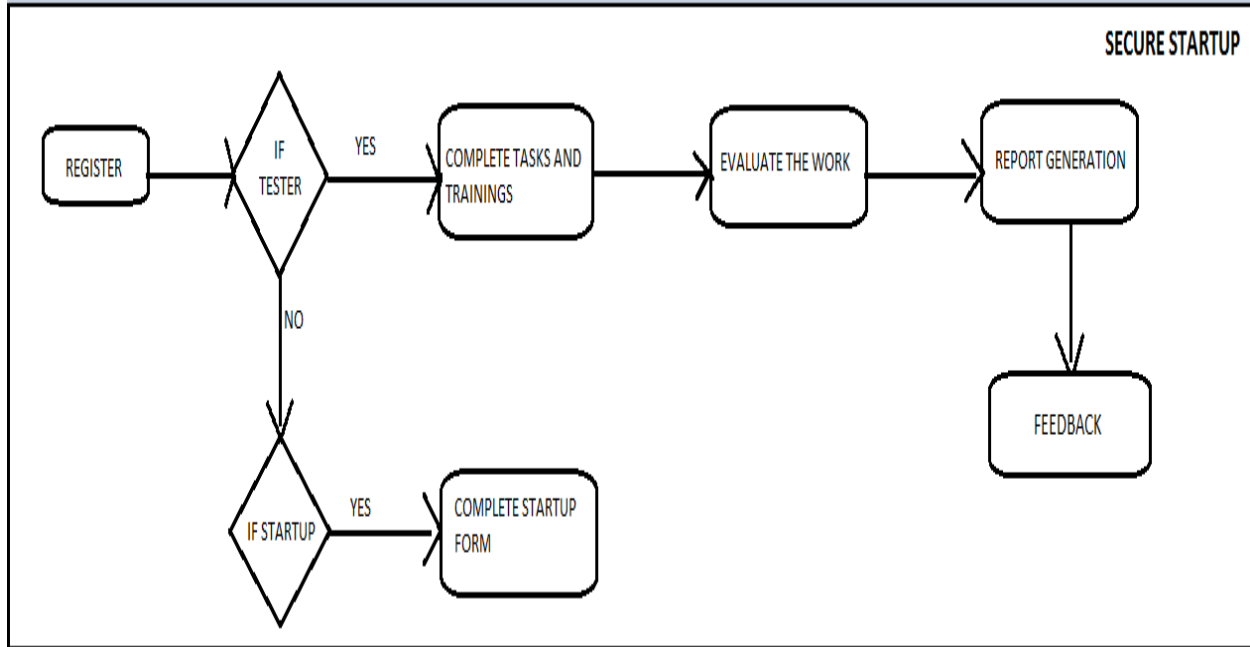 SECURE STARTUP
REGISTER
IF
TESTER
YES
COMPLETE TASKS AND
TRAININGS
EVALUATE THE WORK
REPORT GENERATION
NO
FEEDBACK
IF STARTUP
YES
COMPLETE STARTUP
FORM